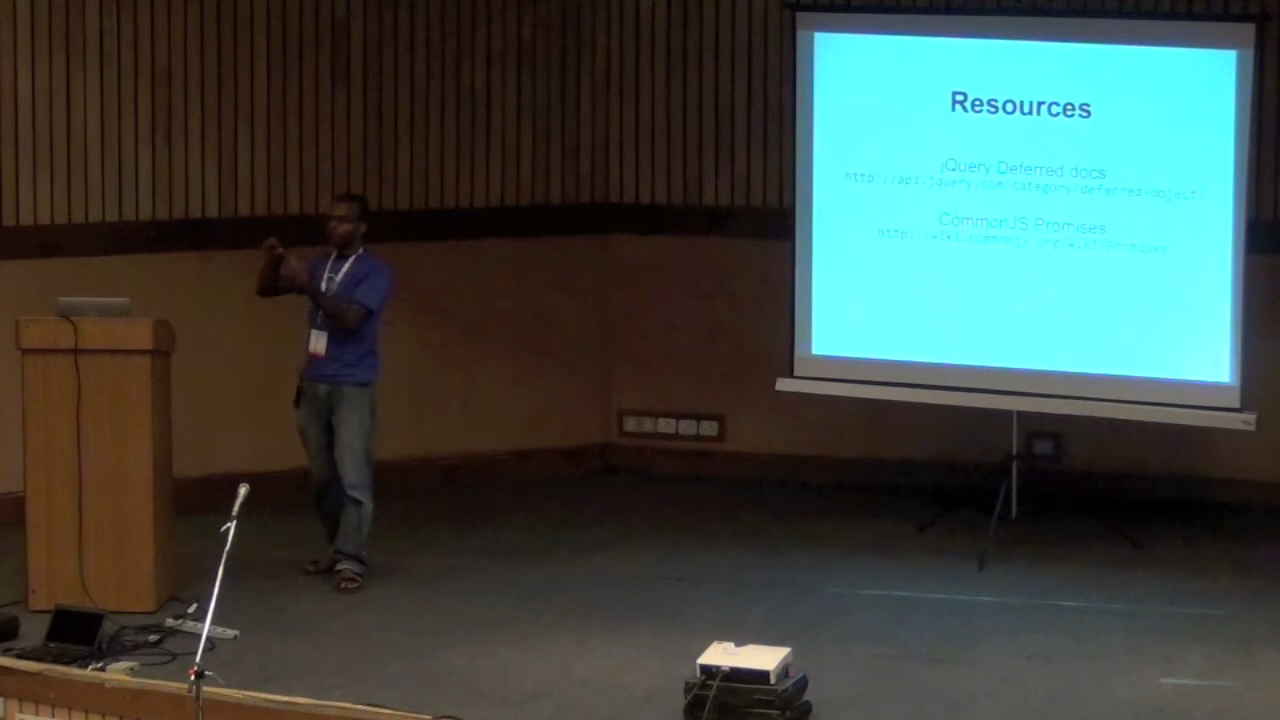 Resources
jQuery Deferred docs
http://api.jquery.com/category/deferred-object
CommonJS Promises
http://wiki.commonjs.org/wiki/Promises